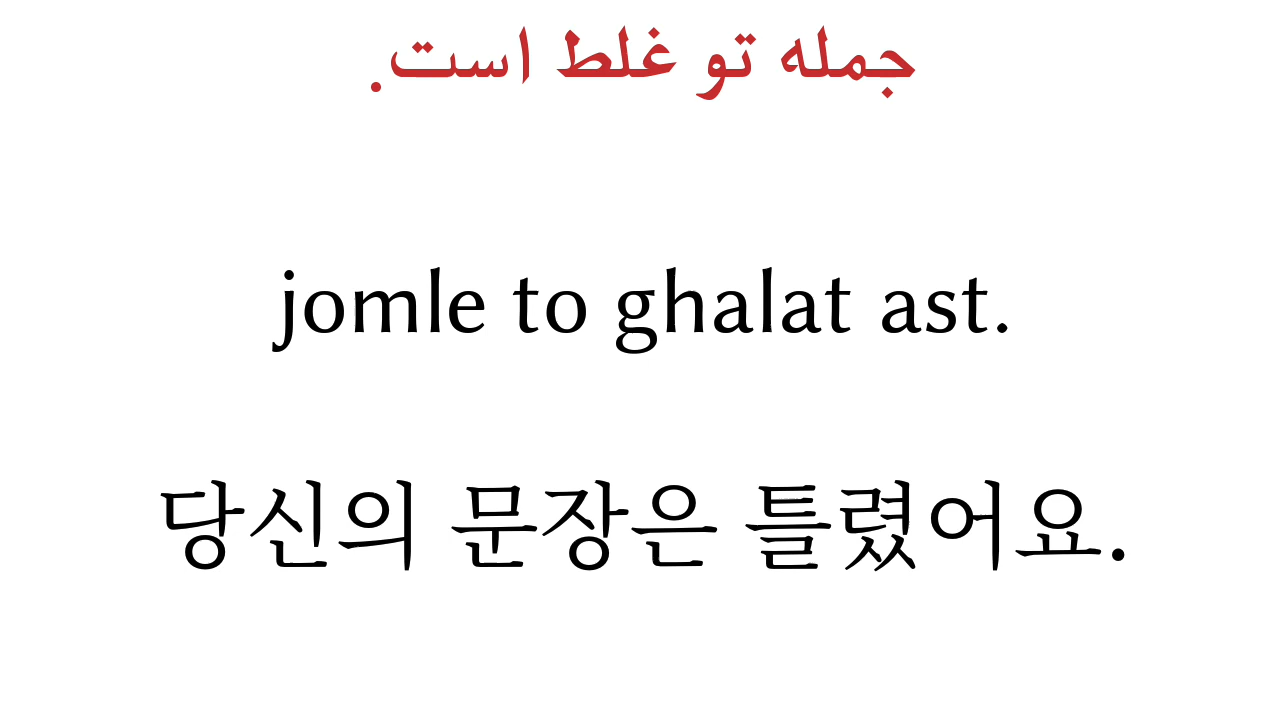 جمله تو غلط است.
jomle to ghalat ast.
당신의 문장은 틀렸어요.